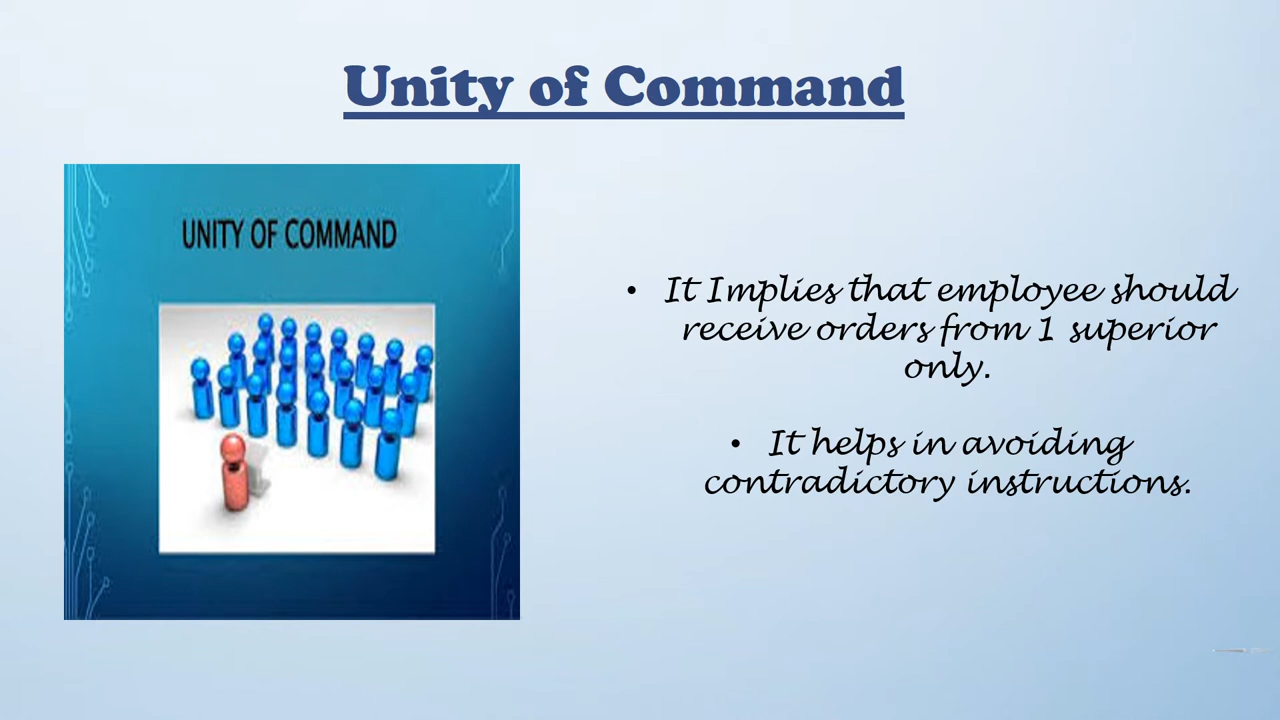 Unity of Command
UNITY OF COMMAND
• It Implies that employee should
receive orders from 1 superior
only.
• It helps in avoiding
contradictory instructions.